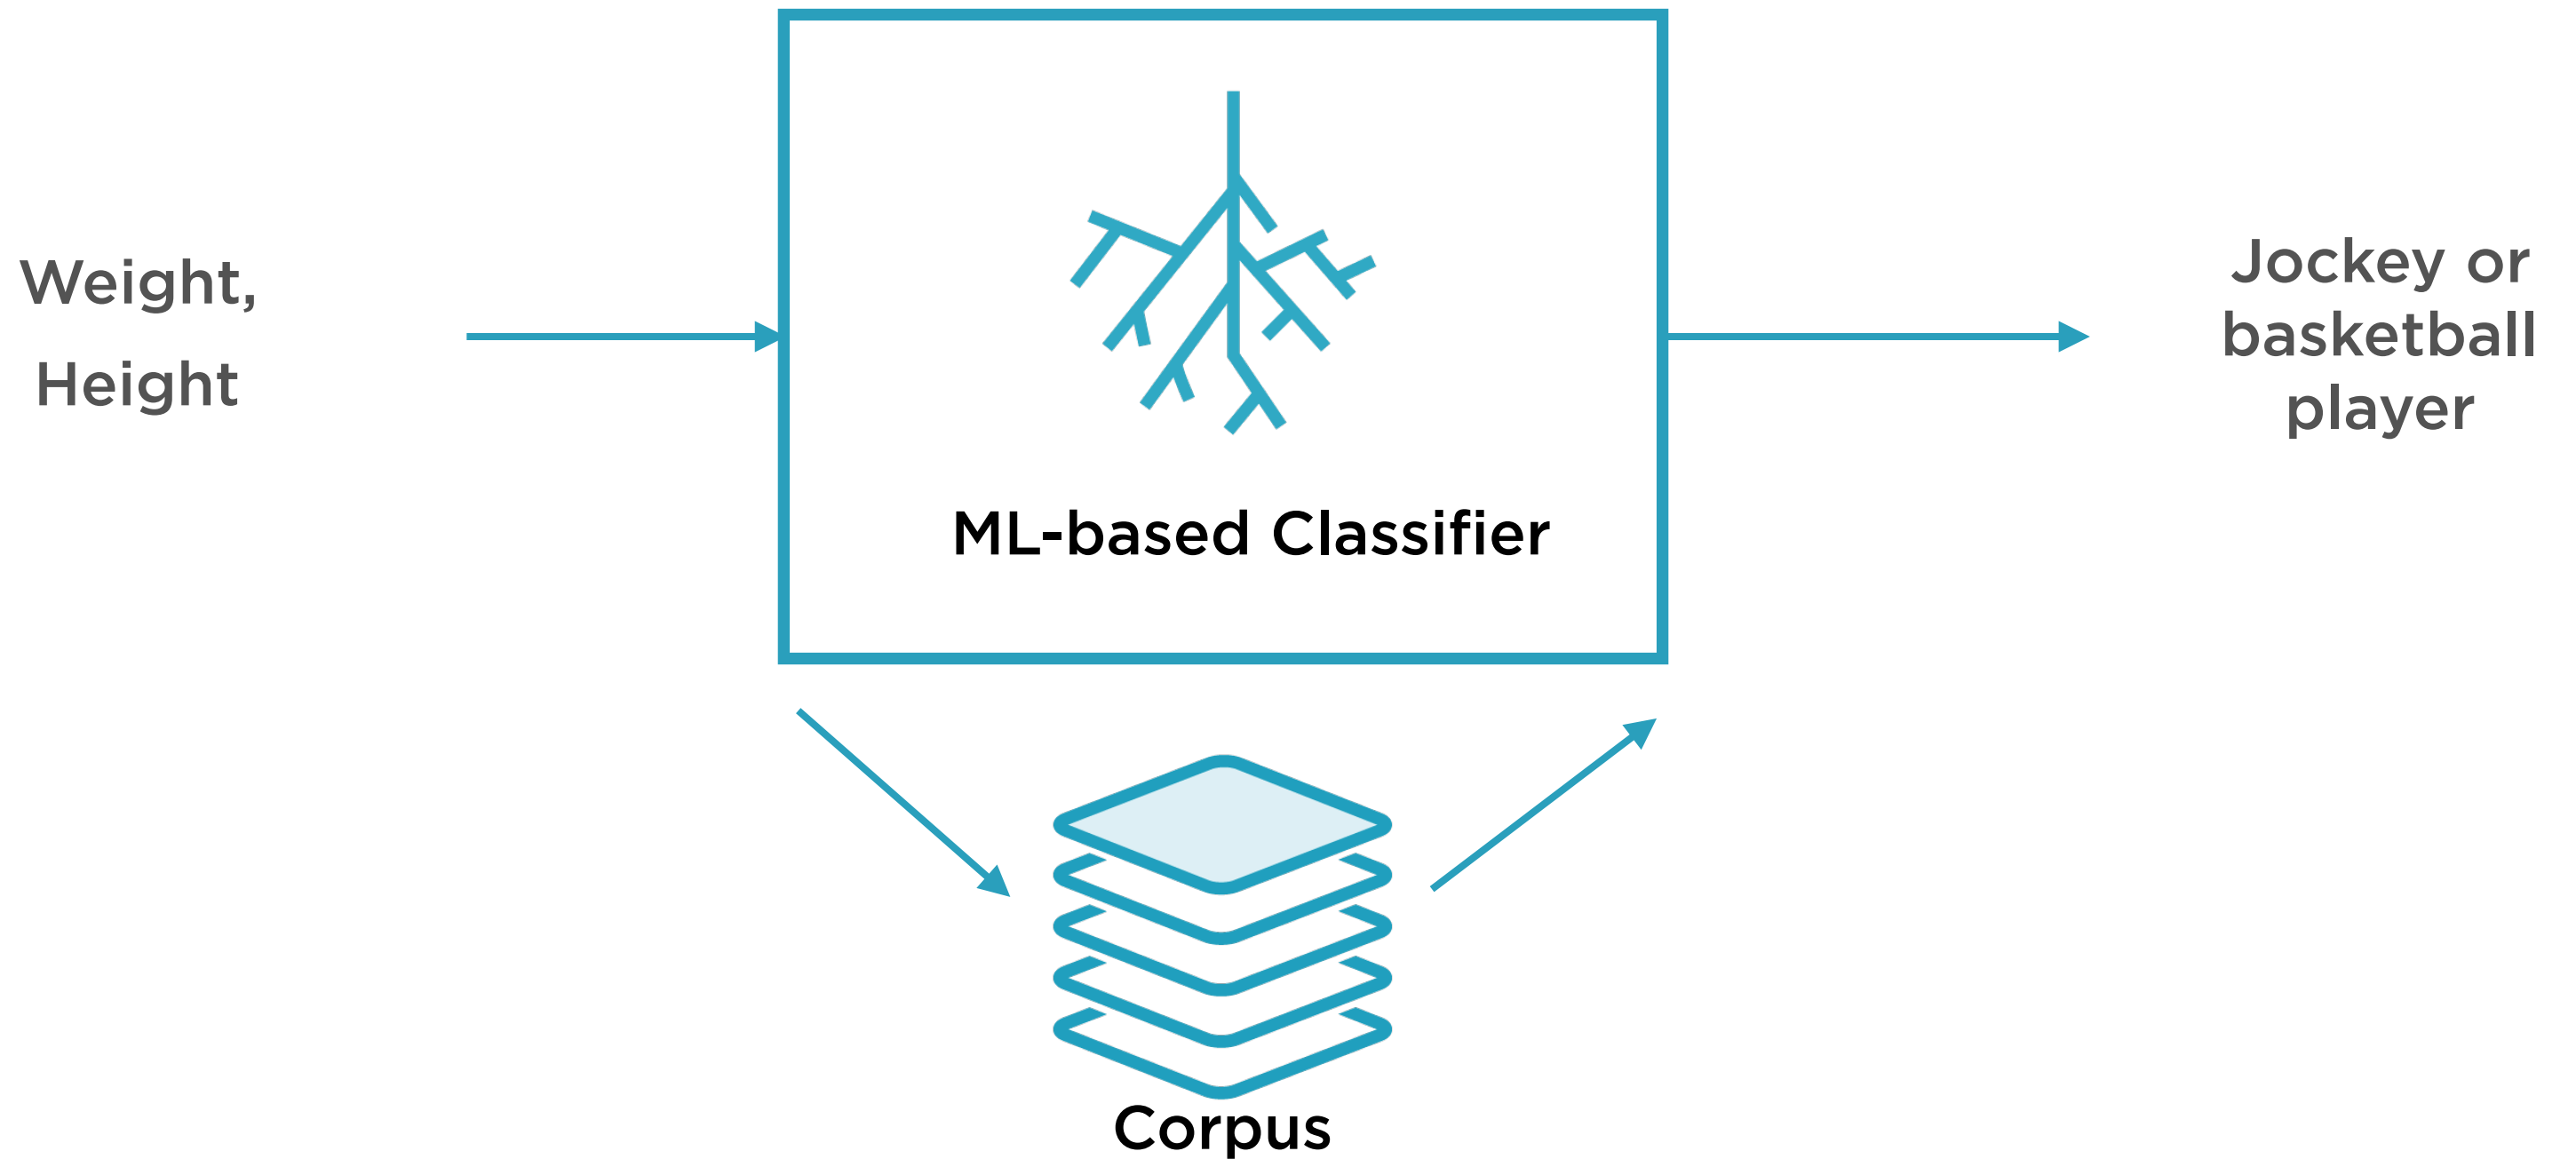 Weight,
Height
ML-based Classifier
Jockey or
basketball
player
Corpus